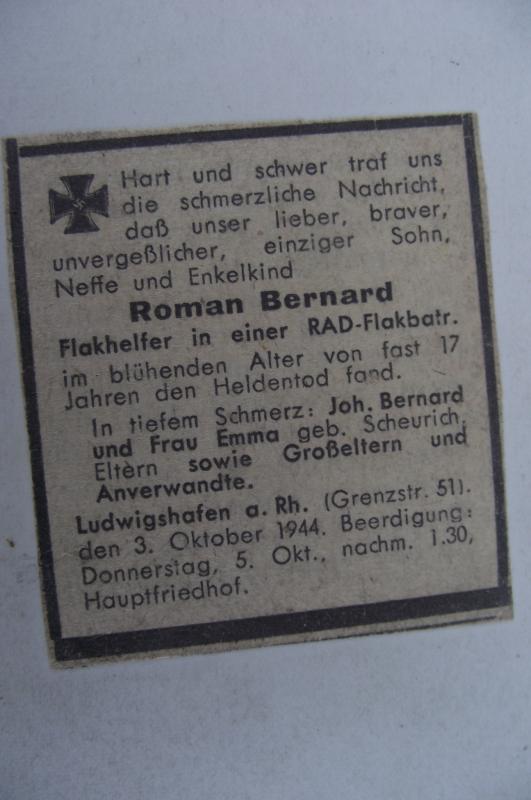 Hart und schwer traf uns
die schmerzliche Nachricht,
daß unser lieber, braver,
unvergeßlicher, einziger Sohn,
Neffe und Enkelkind
Roman Bernard
Flakhelfer in einer RAD-Flakbatr.
im blühenden Alter von fast 17
Jahren den Heldentod fand.
In tiefem Schmerz: Joh. Bernard
und Frau Emma geb. Scheurich,
Eltern sowie Großeltern und
Anverwandte.
Ludwigshafen a. Rh. (Grenzstr. 51).
den 3. Oktober 1944. Beerdigung:
Donnerstag, 5. Okt., nachm. 1.30,
Hauptfriedhof.